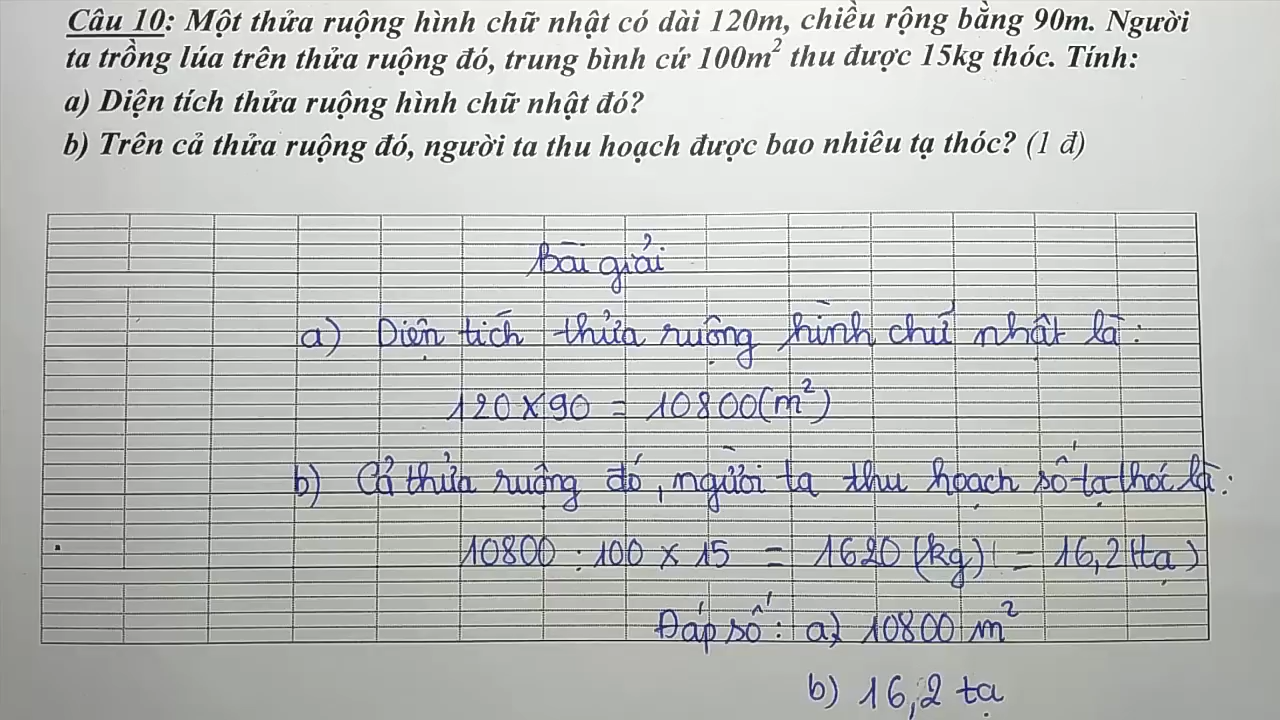 Câu 10: Một thửa ruộng hình chữ nhật có dài 120m, chiều rộng bằng 90m. Người
ta trồng lúa trên thửa ruộng đó, trung bình cứ 100m² thu được 15kg thóc. Tính:
a) Diện tích thửa ruộng hình chữ nhật đó?
b) Trên cả thửa ruộng đó, người ta thu hoạch được bao nhiêu tạ thóc? (1 đ)
Bài giải
a) Diện tích thửa ruộng hình chữ nhật là:
120 x 90 = 10800 (m²)
b) Cả thửa ruộng đó, người ta thu hoạch số tạ thóc là:
10800 : 100 x 15 = 1620 (kg) = 16,2 (tạ)
Đáp số: a) 10800 m²
b) 16,2 tạ